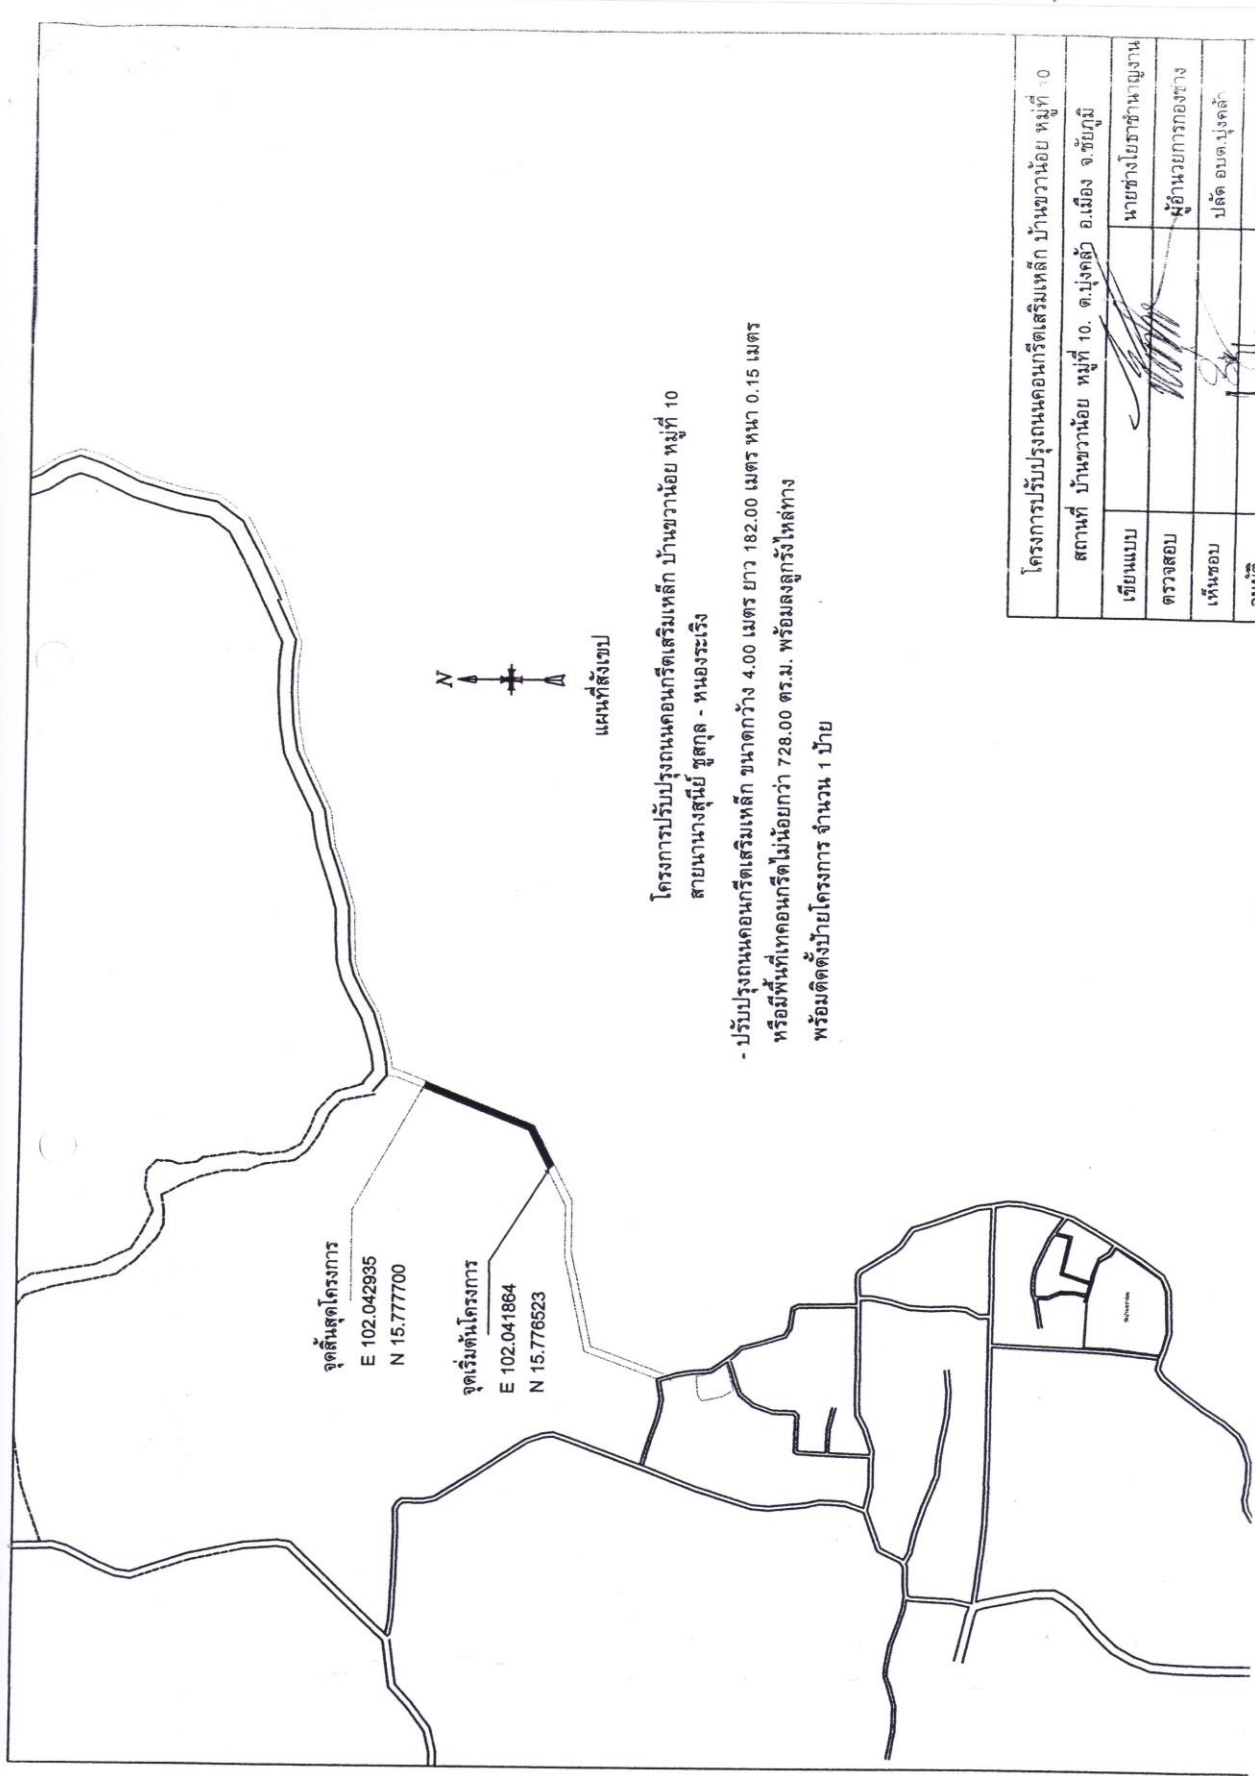 จุดสิ้นสุดโครงการ
E 102.042935
N 15.777700
จุดเริ่มต้นโครงการ
E 102.041864
N 15.776523
N
แผนที่สังเขป
โครงการปรับปรุงถนนคอนกรีตเสริมเหล็ก บ้านขวาน้อย หมู่ที่ 10
สายนานางสุนีย์ ชูสกุล - หนองระเริง
- ปรับปรุงถนนคอนกรีตเสริมเหล็ก ขนาดกว้าง 4.00 เมตร ยาว 182.00 เมตร หนา 0.15 เมตร
หรือมีพื้นที่เทคอนกรีตไม่น้อยกว่า 728.00 ตร.ม. พร้อมลงลูกรังไหล่ทาง
พร้อมติดตั้งป้ายโครงการ จำนวน 1 ป้าย
โครงการปรับปรุงถนนคอนกรีตเสริมเหล็ก บ้านขวาน้อย หมู่ที่ 10
สถานที่ บ้านขวาน้อย หมู่ที่ 10. ต.บุ่งคล้า อ.เมือง จ.ชัยภูมิ
เขียนแบบ นายช่างโยธาชำนาญงาน
ตรวจสอบ ผู้อำนวยการกองช่าง
เห็นชอบ ปลัด อบต.บุ่งคล้า